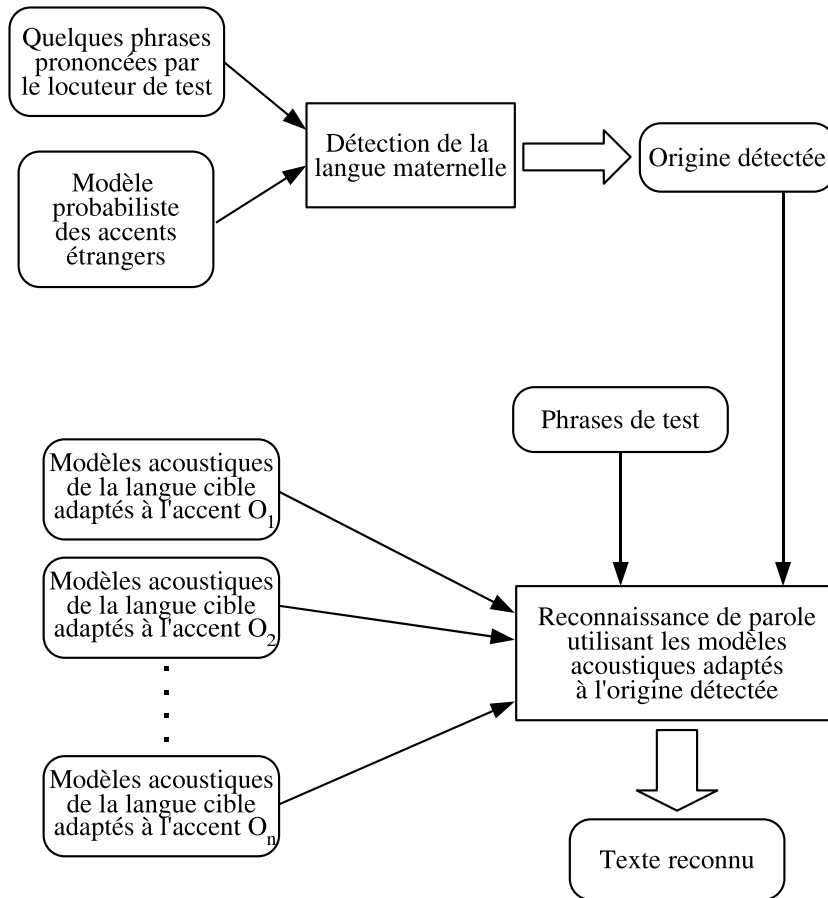 Quelques phrases
prononcées par
le locuteur de test
Détection de la
langue maternelle
Origine détectée
Modèle
probabiliste
des accents
étrangers
Phrases de test
Modèles acoustiques
de la langue cible
adaptés à l'accent O1
Modèles acoustiques
de la langue cible
adaptés à l'accent O2
Reconnaissance de parole
utilisant les modèles
acoustiques adaptés
à l'origine détectée
Modèles acoustiques
de la langue cible
adaptés à l'accent On
Texte reconnu